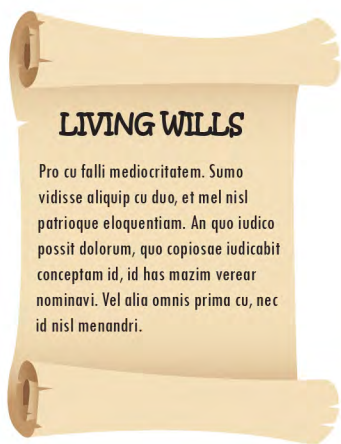 LIVING WILLS
Pro cu falli mediocritatem. Sumo
vidisse aliquip cu duo, et mel nisl
patrioque eloquentiam. An quo iudico
possit dolorum, quo copiosae iudicabit
conceptam id, id has mazim verear
nominavi. Vel alia omnis prima cu, nec
id nisl menandri.